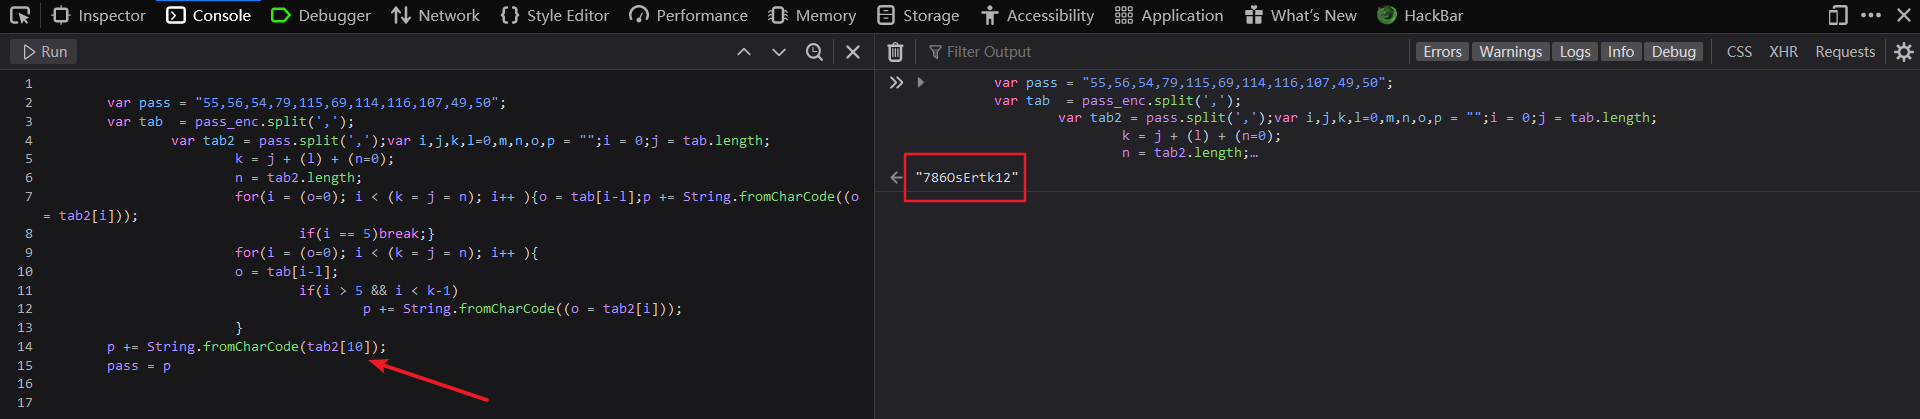 Inspector Console Debugger Network Style Editor Performance Memory Storage Accessibility Application What's New HackBar
Run
Filter Output Errors Warnings Logs Info Debug CSS XHR Requests
1
2 var pass = "55,56,54,79,115,69,114,116,107,49,50";
3 var tab  = pass_enc.split(',');
4 var tab2 = pass.split(',');var i,j,k,l=0,m,n,o,p = "";i = 0;j = tab.length;
5 k = j + (l) + (n=0);
6 n = tab2.length;
7 for(i = (o=0); i < (k = j = n); i++ ){o = tab[i-l];p += String.fromCharCode((o
= tab2[i]));
8 if(i == 5)break;}
9 for(i = (o=0); i < (k = j = n); i++ ){
10 o = tab[i-l];
11 if(i > 5 && i < k-1)
12 p += String.fromCharCode((o = tab2[i]));
13 }
14 p += String.fromCharCode(tab2[10]);
15 pass = p
16
17
var pass = "55,56,54,79,115,69,114,116,107,49,50";
var tab  = pass_enc.split(',');
var tab2 = pass.split(',');var i,j,k,l=0,m,n,o,p = "";i = 0;j = tab.length;
k = j + (l) + (n=0);
n = tab2.length;…
"786OsErtk12"